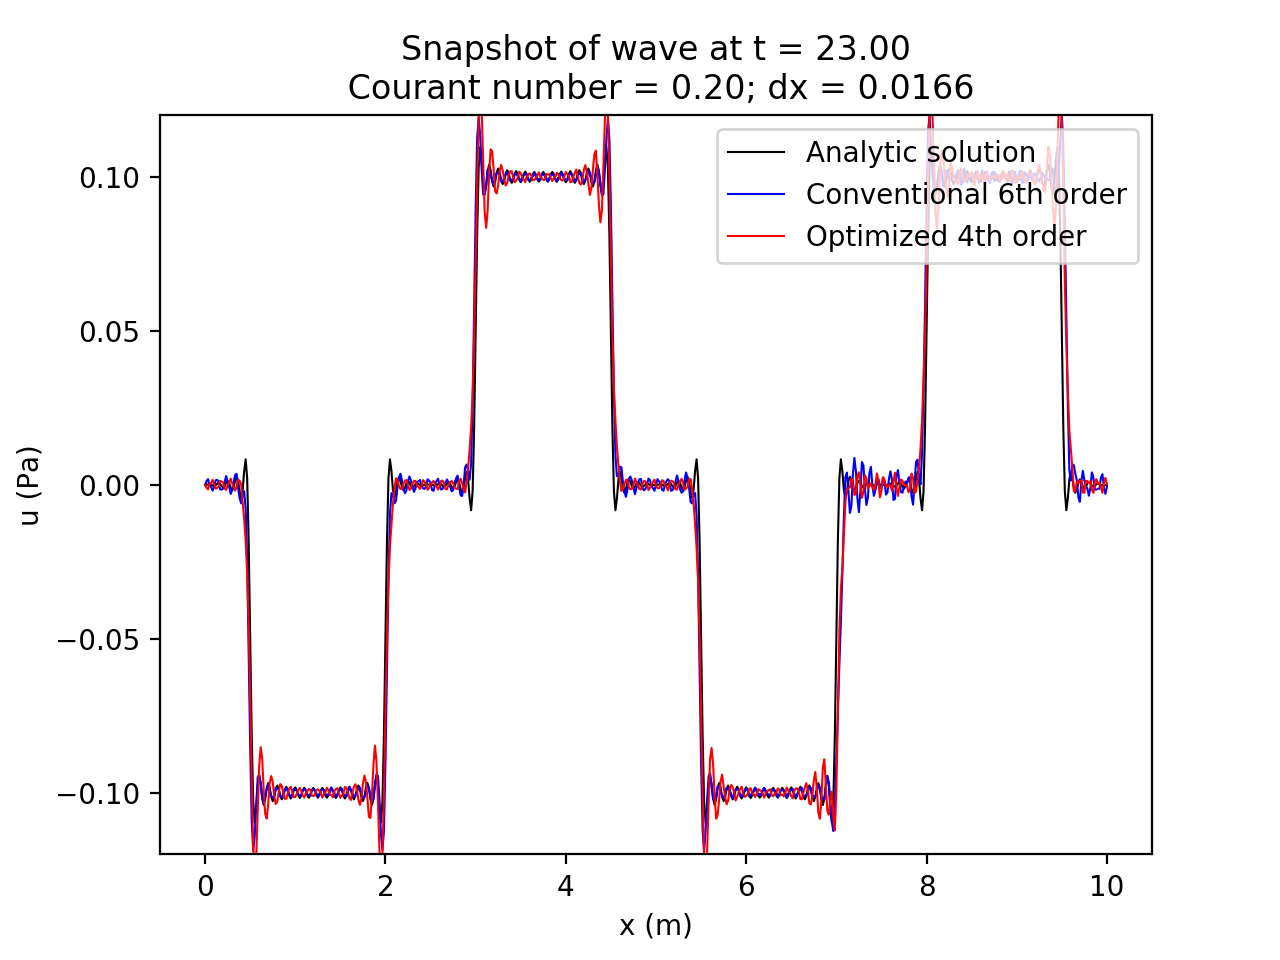 Snapshot of wave at t = 23.00
Courant number = 0.20; dx = 0.0166
Analytic solution
Conventional 6th order
Optimized 4th order
0.10
0.05
0.00
−0.05
−0.10
u (Pa)
0 2 4 6 8 10
x (m)